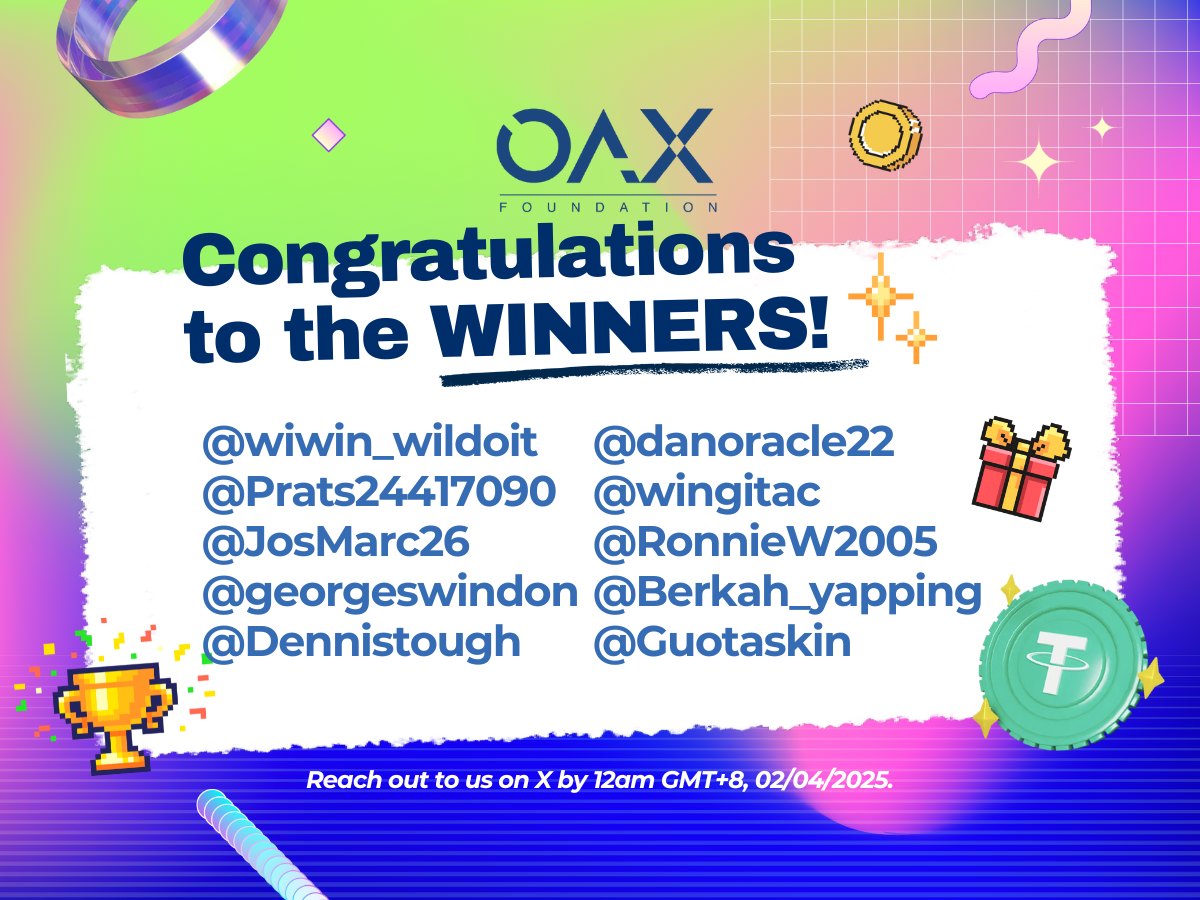 OAX
FOUNDATION
Congratulations
to the WINNERS!
@wiwin_wildoit
@Prats24417090
@JosMarc26
@georgeswindon
@Dennistough
@danoracle22
@wingitac
@RonnieW2005
@Berkah_yapping
@Guotaskin
Reach out to us on X by 12am GMT+8, 02/04/2025.